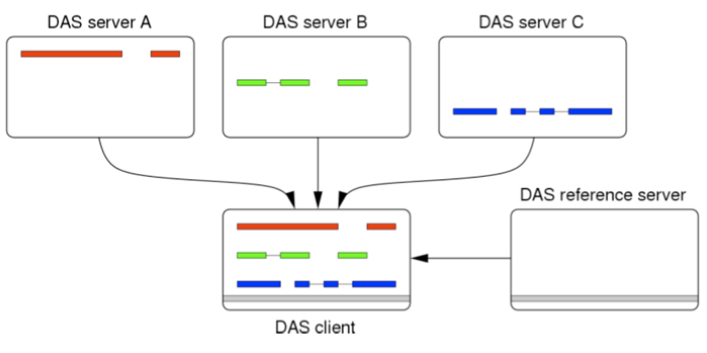 DAS server A
DAS server B
DAS server C
DAS reference server
DAS client